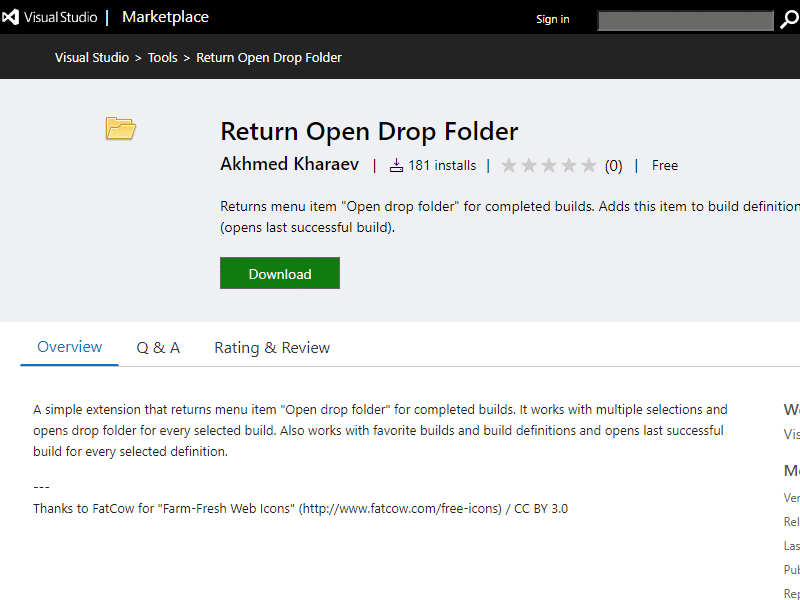 Visual Studio | Marketplace
Sign in
Visual Studio > Tools > Return Open Drop Folder
Return Open Drop Folder
Akhmed Kharaev | 181 installs | (0) | Free
Returns menu item "Open drop folder" for completed builds. Adds this item to build definition
(opens last successful build).
Download
Overview
Q & A
Rating & Review
A simple extension that returns menu item "Open drop folder" for completed builds. It works with multiple selections and
opens drop folder for every selected build. Also works with favorite builds and build definitions and opens last successful
build for every selected definition.
---
Thanks to FatCow for "Farm-Fresh Web Icons" (http://www.fatcow.com/free-icons) / CC BY 3.0
Vis
Ver
Rel
Las
Pub
Rep